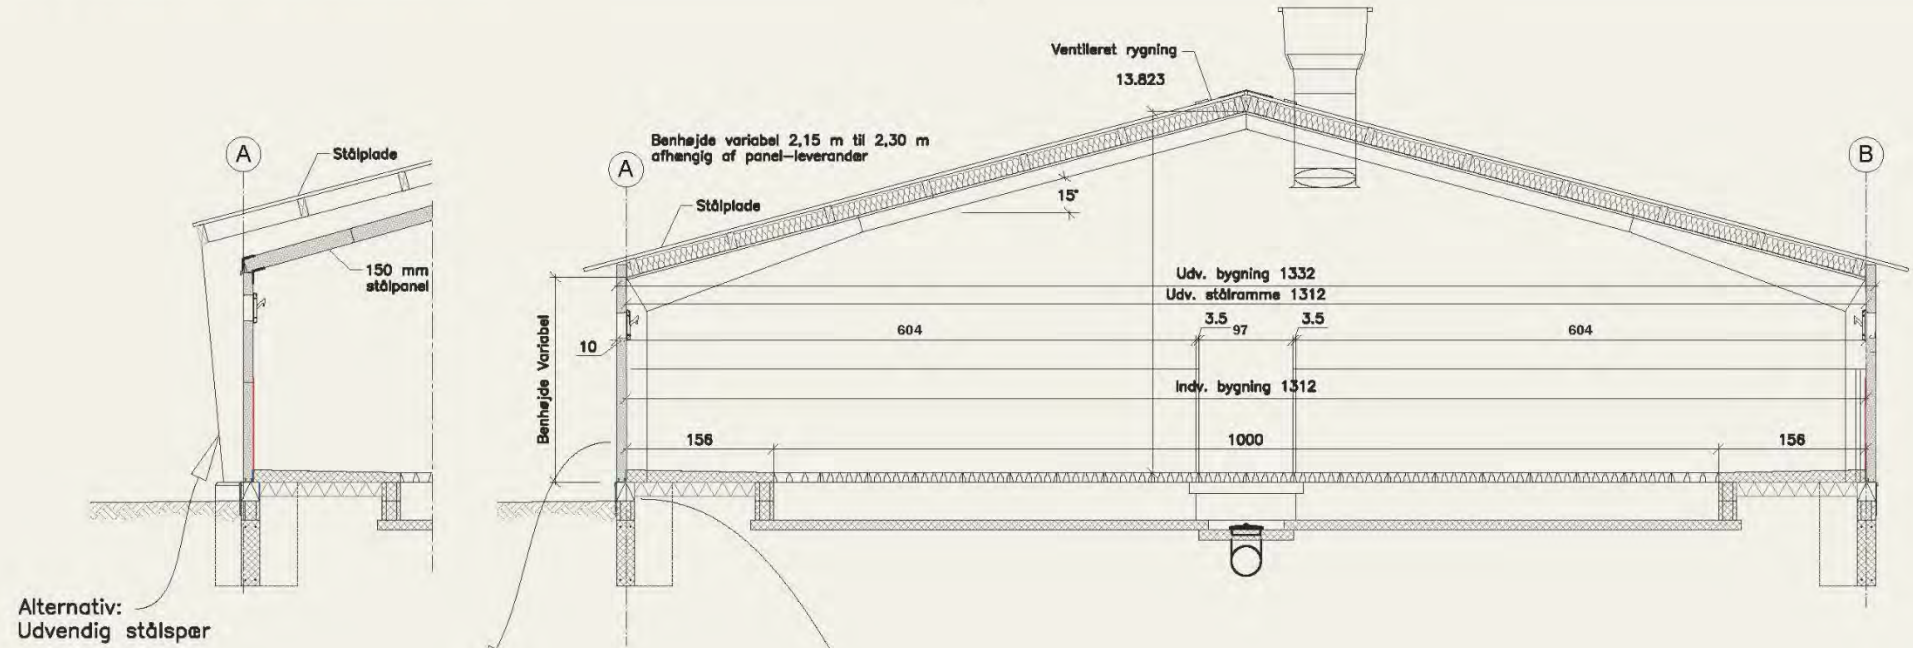 A
Stålplade
150 mm
stålpanel
Alternativ:
Udvendig stålspær
Ventileret rygning
13.823
Benhøjde variabel 2,15 m til 2,30 m
afhængig af panel-leverandør
A
B
Stålplade
15°
Udv. bygning 1332
Udv. stålramme 1312
3.5
3.5
604
97
604
10
Benhøjde Variabel
Indv. bygning 1312
156
1000
156